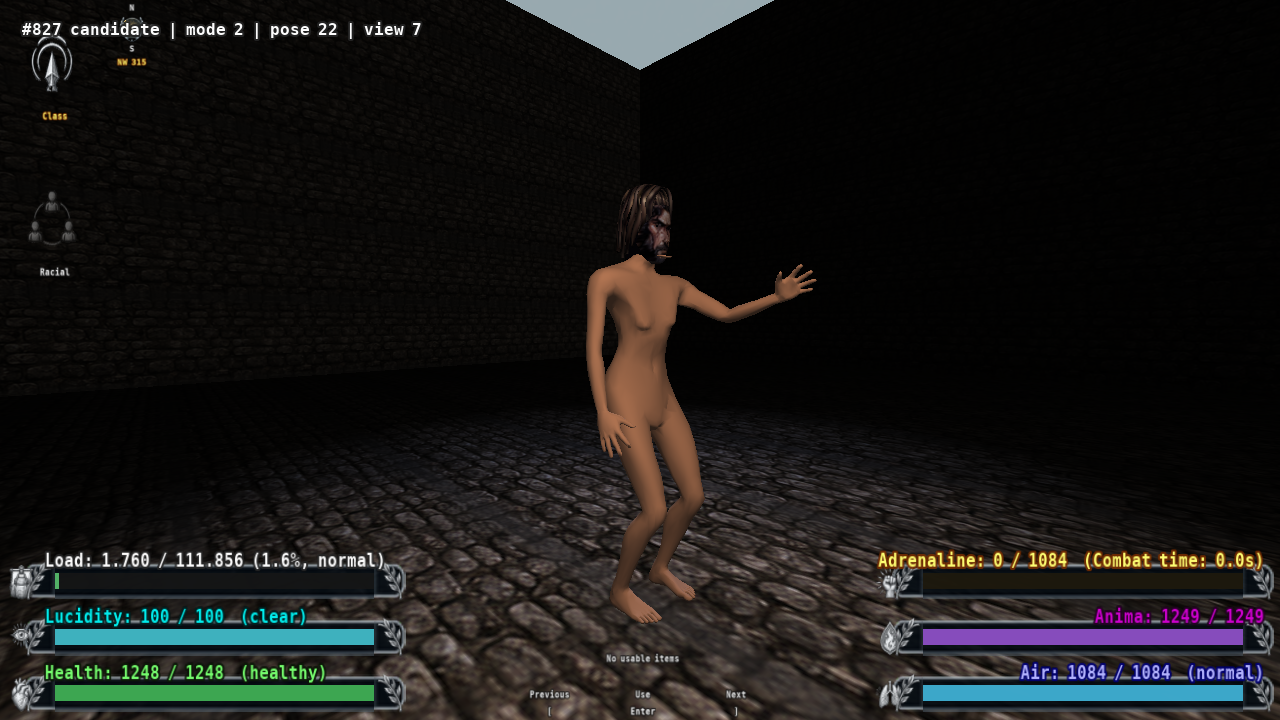 #827 candidate | mode 2 | pose 22 | view 7
N
S
NW 315
Class
Racial
Load: 1.760 / 111.856 (1.6%, normal)
Lucidity: 100 / 100 (clear)
Health: 1248 / 1248 (healthy)
Adrenaline: 0 / 1084 (Combat time: 0.0s)
Anima: 1249 / 1249
Air: 1084 / 1084 (normal)
No usable items
Previous Use Next
[ Enter ]